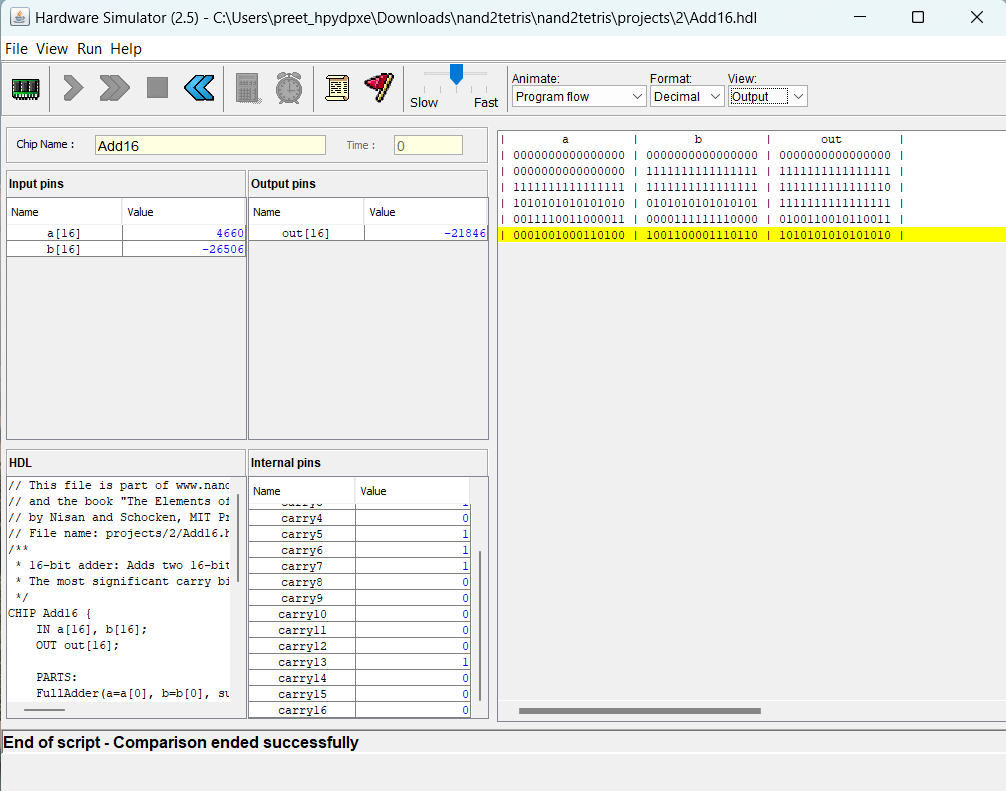 Hardware Simulator (2.5) - C:\Users\preet_hpydpxe\Downloads\nand2tetris\nand2tetris\projects\2\Add16.hdl
File View Run Help
Slow Fast
Animate: Format: View:
Program flow Decimal Output
Chip Name : Add16 Time : 0
Input pins
Name Value
a[16] 4660
b[16] -26506
Output pins
Name Value
out[16] -21846
HDL
// This file is part of www.nand
// and the book "The Elements of
// by Nisan and Schocken, MIT Pr
// File name: projects/2/Add16.h
/**
* 16-bit adder: Adds two 16-bit
* The most significant carry bi
*/
CHIP Add16 {
IN a[16], b[16];
OUT out[16];
PARTS:
FullAdder(a=a[0], b=b[0], su
Internal pins
Name Value
carry4 0
carry5 1
carry6 1
carry7 1
carry8 0
carry9 0
carry10 0
carry11 0
carry12 0
carry13 1
carry14 0
carry15 0
carry16 0
| a | b | out |
| 0000000000000000 | 0000000000000000 | 0000000000000000 |
| 0000000000000000 | 1111111111111111 | 1111111111111111 |
| 1111111111111111 | 1111111111111111 | 1111111111111110 |
| 1010101010101010 | 0101010101010101 | 1111111111111111 |
| 0011110011000011 | 0000111111110000 | 0100110010110011 |
| 0001001000110100 | 1001100001110110 | 1010101010101010 |
End of script - Comparison ended successfully